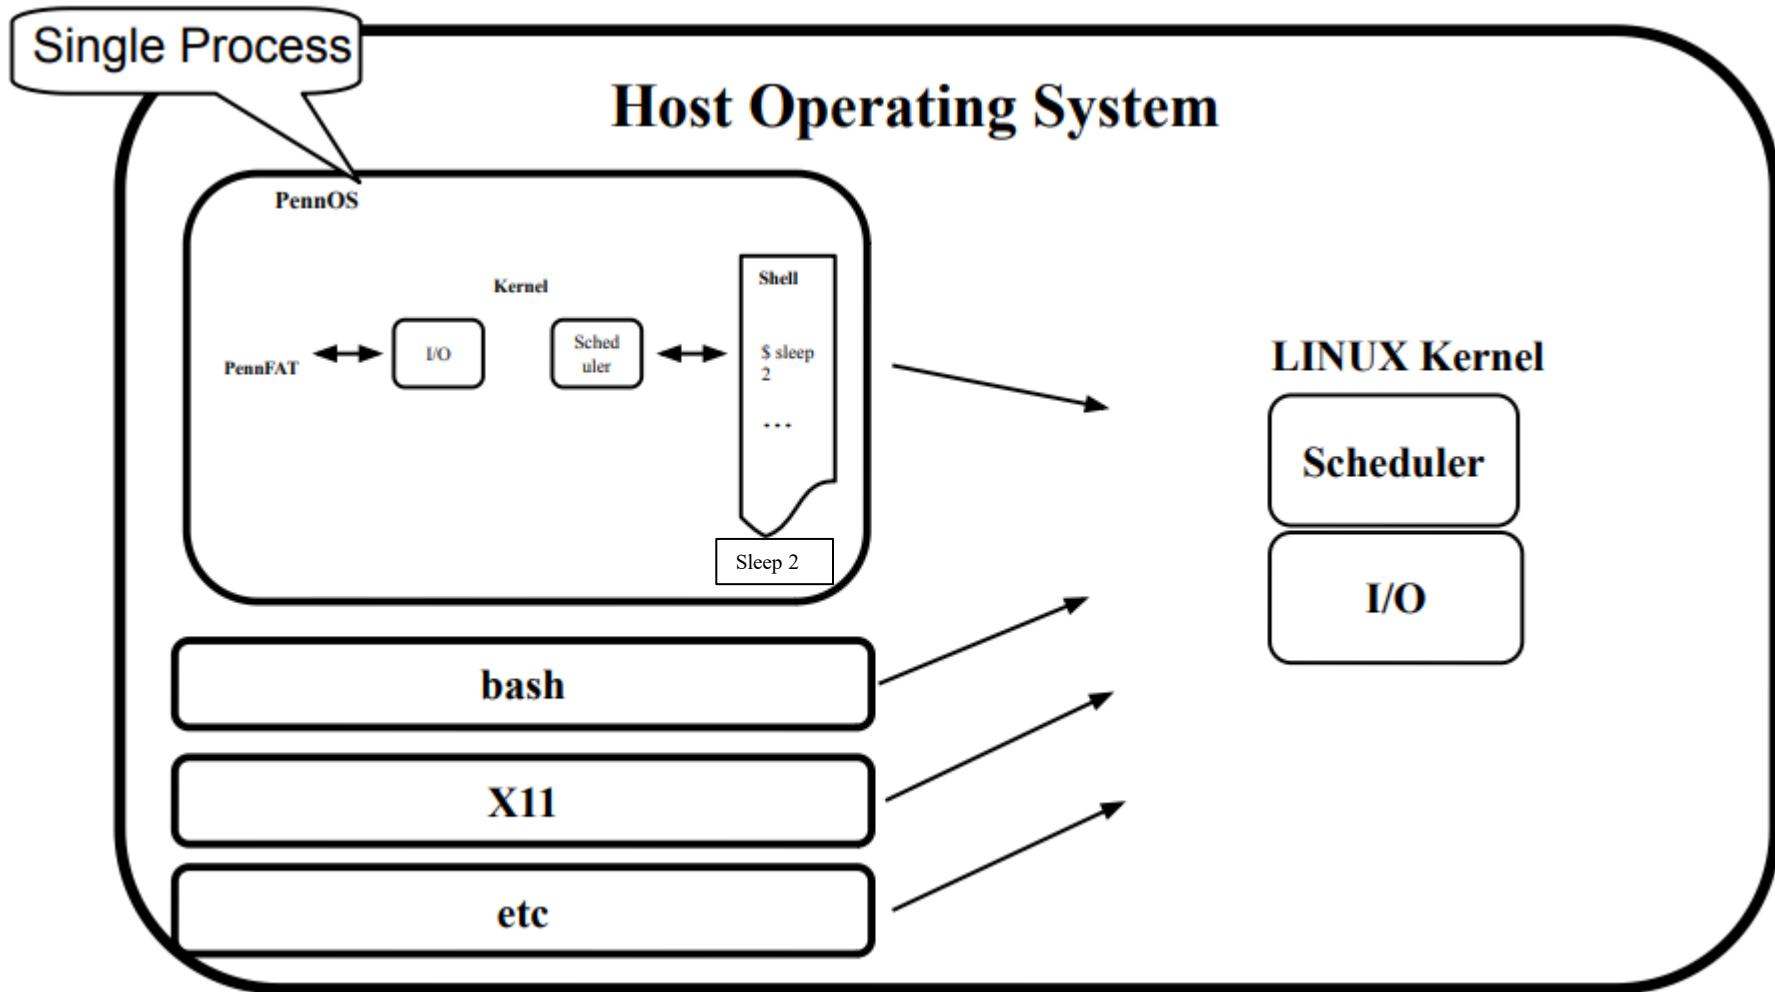 Single Process
Host Operating System
PennOS
Kernel
PennFAT
I/O
Sched
uler
Shell
$ sleep
2
...
Sleep 2
LINUX Kernel
Scheduler
I/O
bash
X11
etc